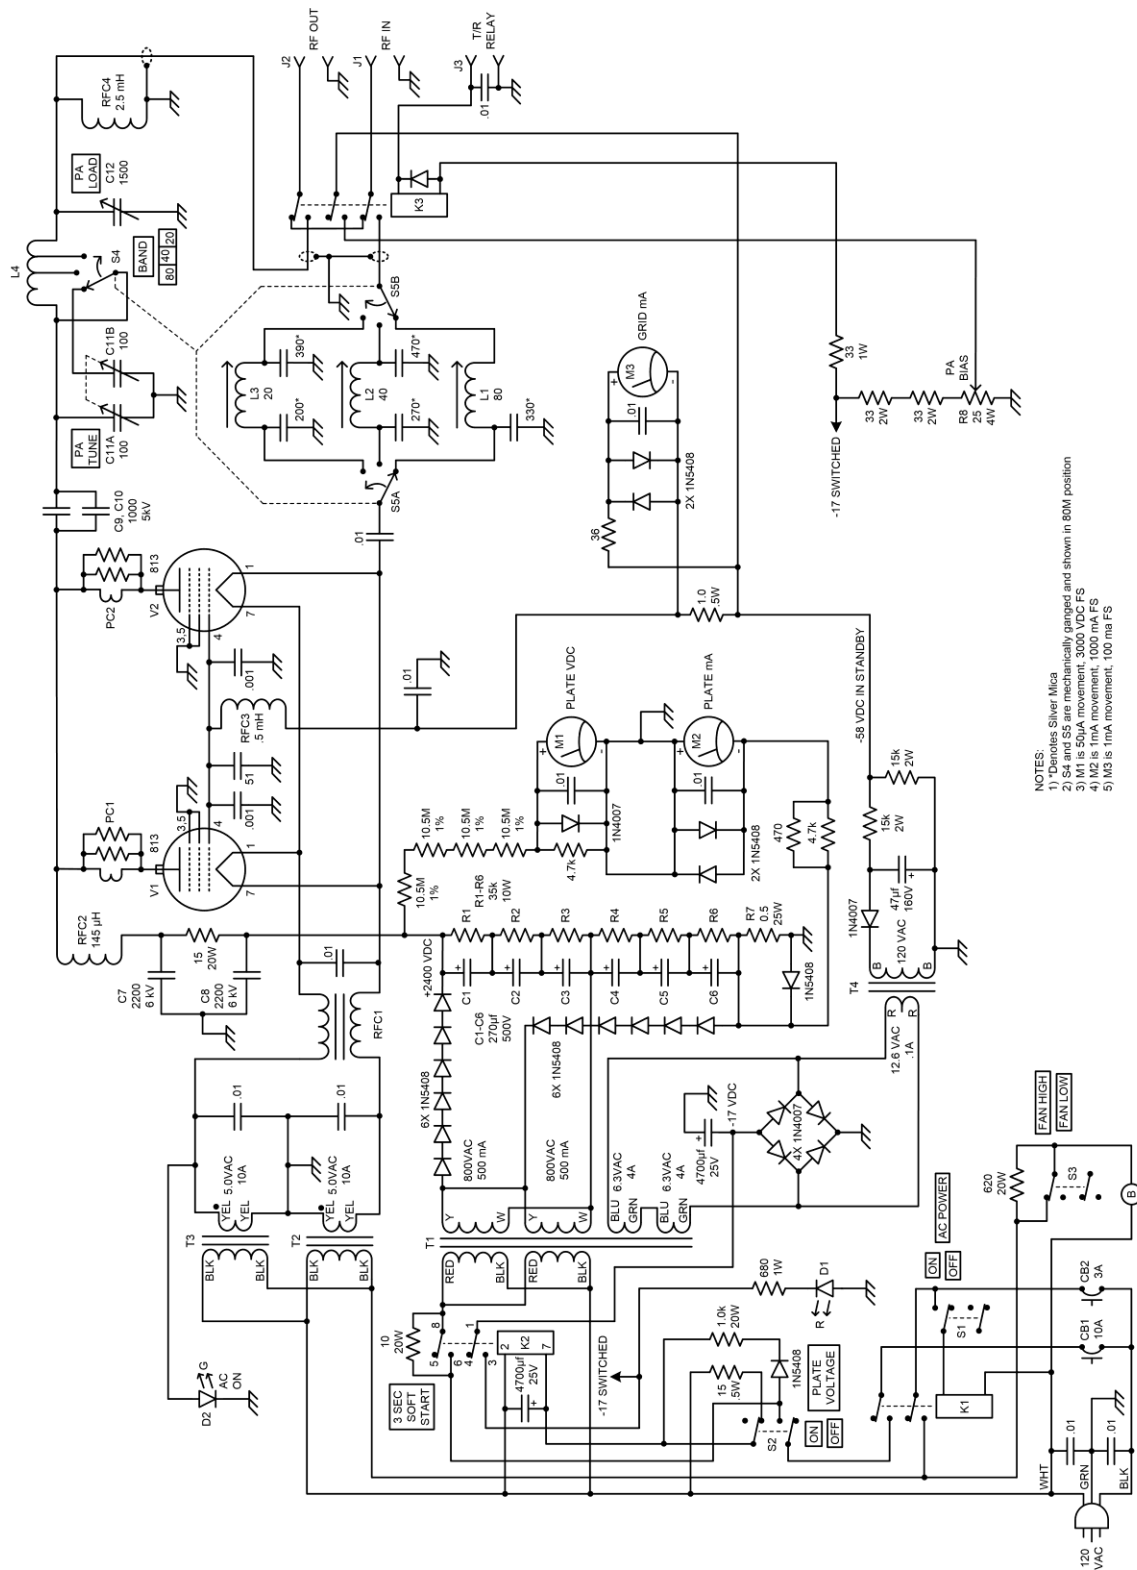 L4
S4
BAND
80 40 20
PA
LOAD
C12
1500
RFC4
2.5 mH
PA
TUNE
C11A
100
C11B
100
C9, C10
1000
5kV
J2
RF OUT
J1
RF IN
J3
T/R
RELAY
.01
K3
S5B
S5A
390*
470*
L3
20
L2
40
L1
80
200*
270*
330*
.01
PC2
V2
813
3,5
4
7
1
.001
RFC3
.5 mH
51
.001
.01
PC1
V1
813
3,5
4
7
1
RFC2
145 µH
C7
2200
6 kV
15
20W
C8
2200
6 kV
.01
RFC1
.01
.01
T3
YEL
YEL
5.0VAC
10A
BLK
BLK
T2
YEL
YEL
5.0VAC
10A
BLK
BLK
D2
G
AC
ON
M3
GRID mA
+
-
.01
2X 1N5408
36
1.0
.5W
33
1W
-17 SWITCHED
33
2W
33
2W
PA
BIAS
R8
25
4W
10.5M
1%
10.5M
1%
10.5M
1%
10.5M
1%
M1
PLATE VDC
+
-
.01
1N4007
4.7k
M2
PLATE mA
+
-
.01
2X 1N5408
470
4.7k
+2400 VDC
R1-R6
35k
10W
R1
R2
R3
R4
R5
R6
R7
0.5
25W
C1
C2
C3
C4
C5
C6
C1-C6
270µf
500V
1N5408
6X 1N5408
6X 1N5408
800VAC
500 mA
800VAC
500 mA
Y
W
Y
W
BLU
GRN
BLU
GRN
6.3VAC
4A
6.3VAC
4A
T1
RED
BLK
RED
BLK
4700µf
25V
-17 VDC
4X 1N4007
-58 VDC IN STANDBY
15k
2W
15k
2W
1N4007
47µf
160V
120 VAC
B
B
T4
R
R
12.6 VAC
.1A
10
20W
5
8
6
4
1
3
2
7
K2
3 SEC
SOFT
START
4700µf
25V
-17 SWITCHED
680
1W
D1
R
1.0k
20W
15
.5W
1N5408
PLATE
VOLTAGE
ON
OFF
S2
AC POWER
ON
OFF
S1
K1
CB1
10A
CB2
3A
620
20W
FAN HIGH
FAN LOW
S3
B
WHT
GRN
BLK
.01
.01
120
VAC
NOTES:
1) *Denotes Silver Mica
2) S4 and S5 are mechanically ganged and shown in 80M position
3) M1 is 50µA movement, 3000 VDC FS
4) M2 is 1mA movement, 1000 mA FS
5) M3 is 1mA movement, 100 ma FS